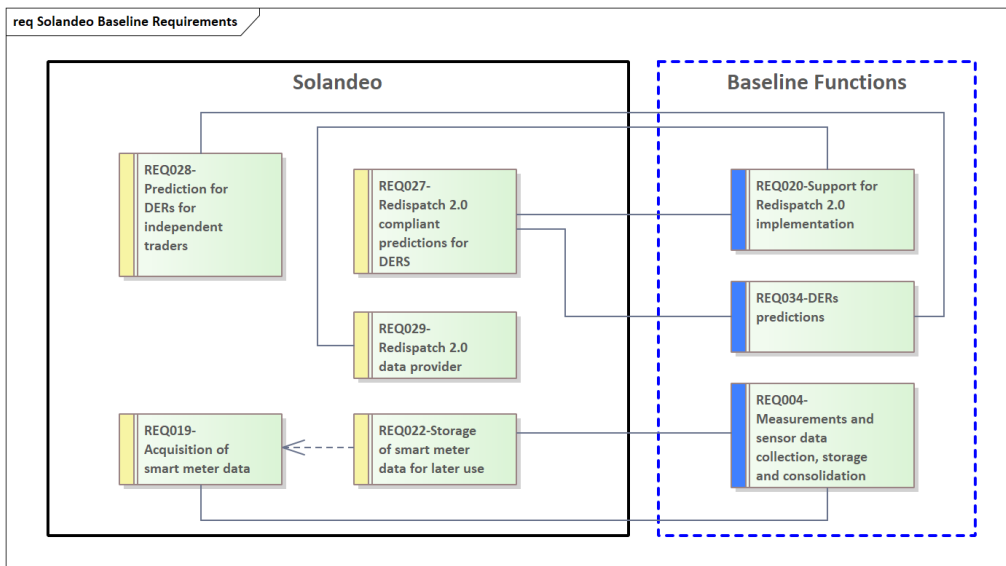 req Solandeo Baseline Requirements
Solandeo
Baseline Functions
REQ028-
Prediction for
DERs for
independent
traders
REQ027-
Redispatch 2.0
compliant
predictions for
DERS
REQ020-Support for
Redispatch 2.0
implementation
REQ034-DERs
predictions
REQ029-
Redispatch 2.0
data provider
REQ019-
Acquisition of
smart meter data
REQ022-Storage
of smart meter
data for later use
REQ004-
Measurements and
sensor data
collection, storage
and consolidation